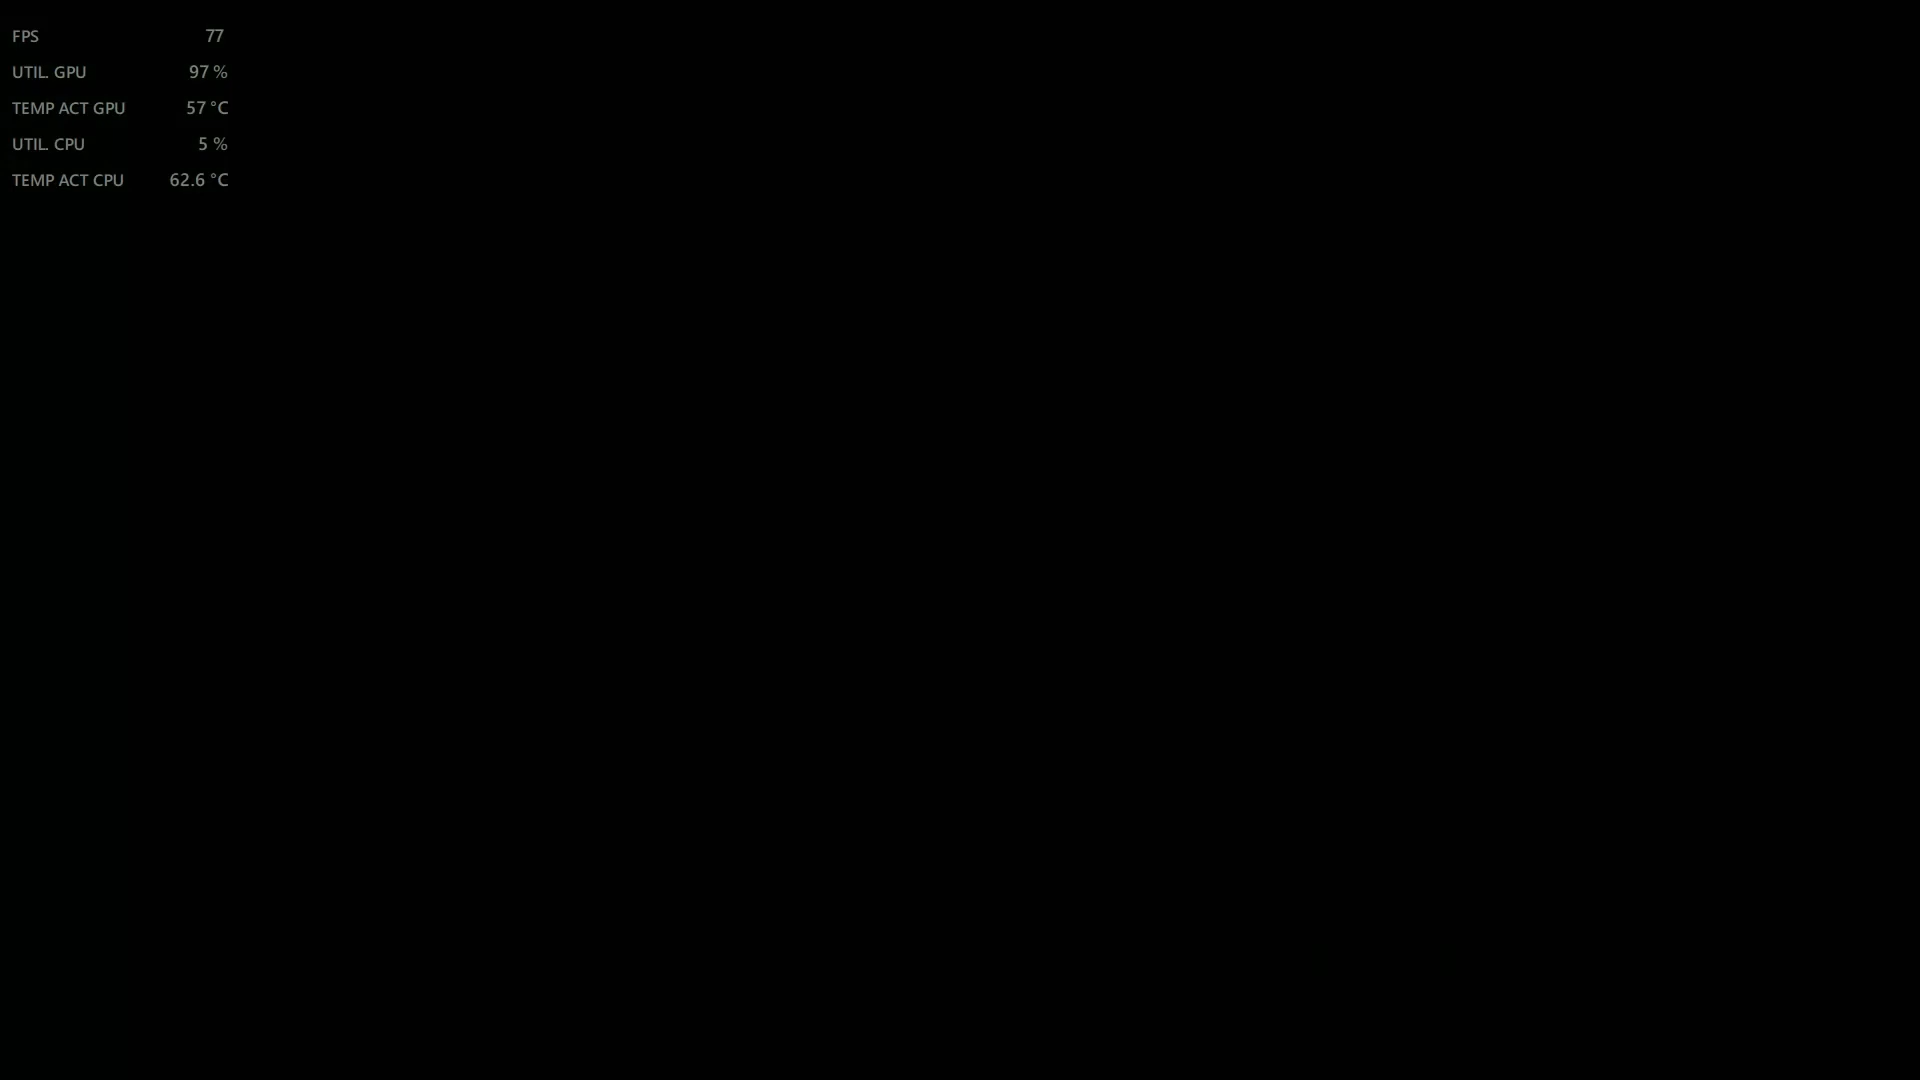 FPS 77
UTIL. GPU 97 %
TEMP ACT GPU 57 °C
UTIL. CPU 5 %
TEMP ACT CPU 62.6 °C